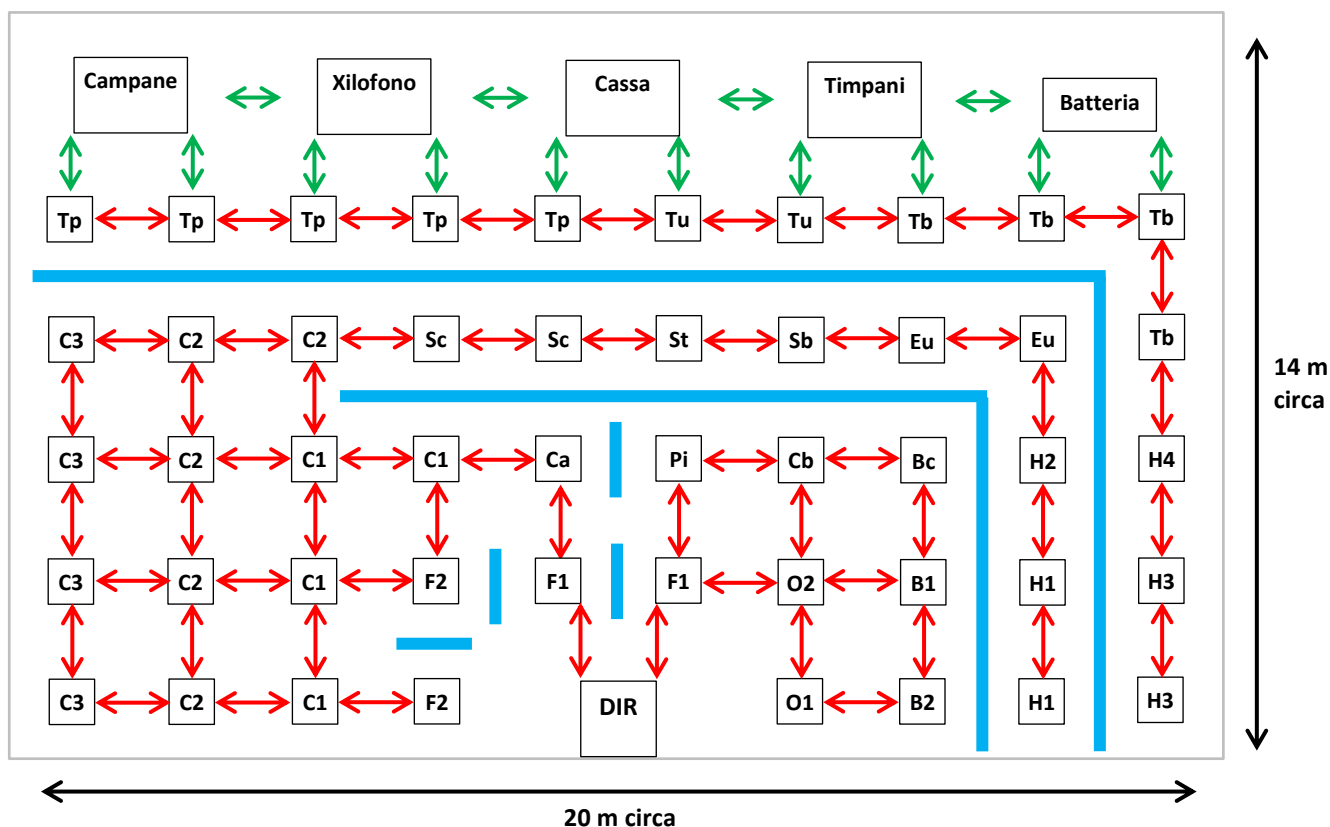 Campane Xilofono Cassa Timpani Batteria
Tp Tp Tp Tp Tp Tu Tu Tb Tb Tb
C3 C2 C2 Sc Sc St Sb Eu Eu Tb
14 m
circa
C3 C2 C1 C1 Ca Pi Cb Bc H2 H4
C3 C2 C1 F2 F1 F1 O2 B1 H1 H3
C3 C2 C1 F2 DIR O1 B2 H1 H3
20 m circa